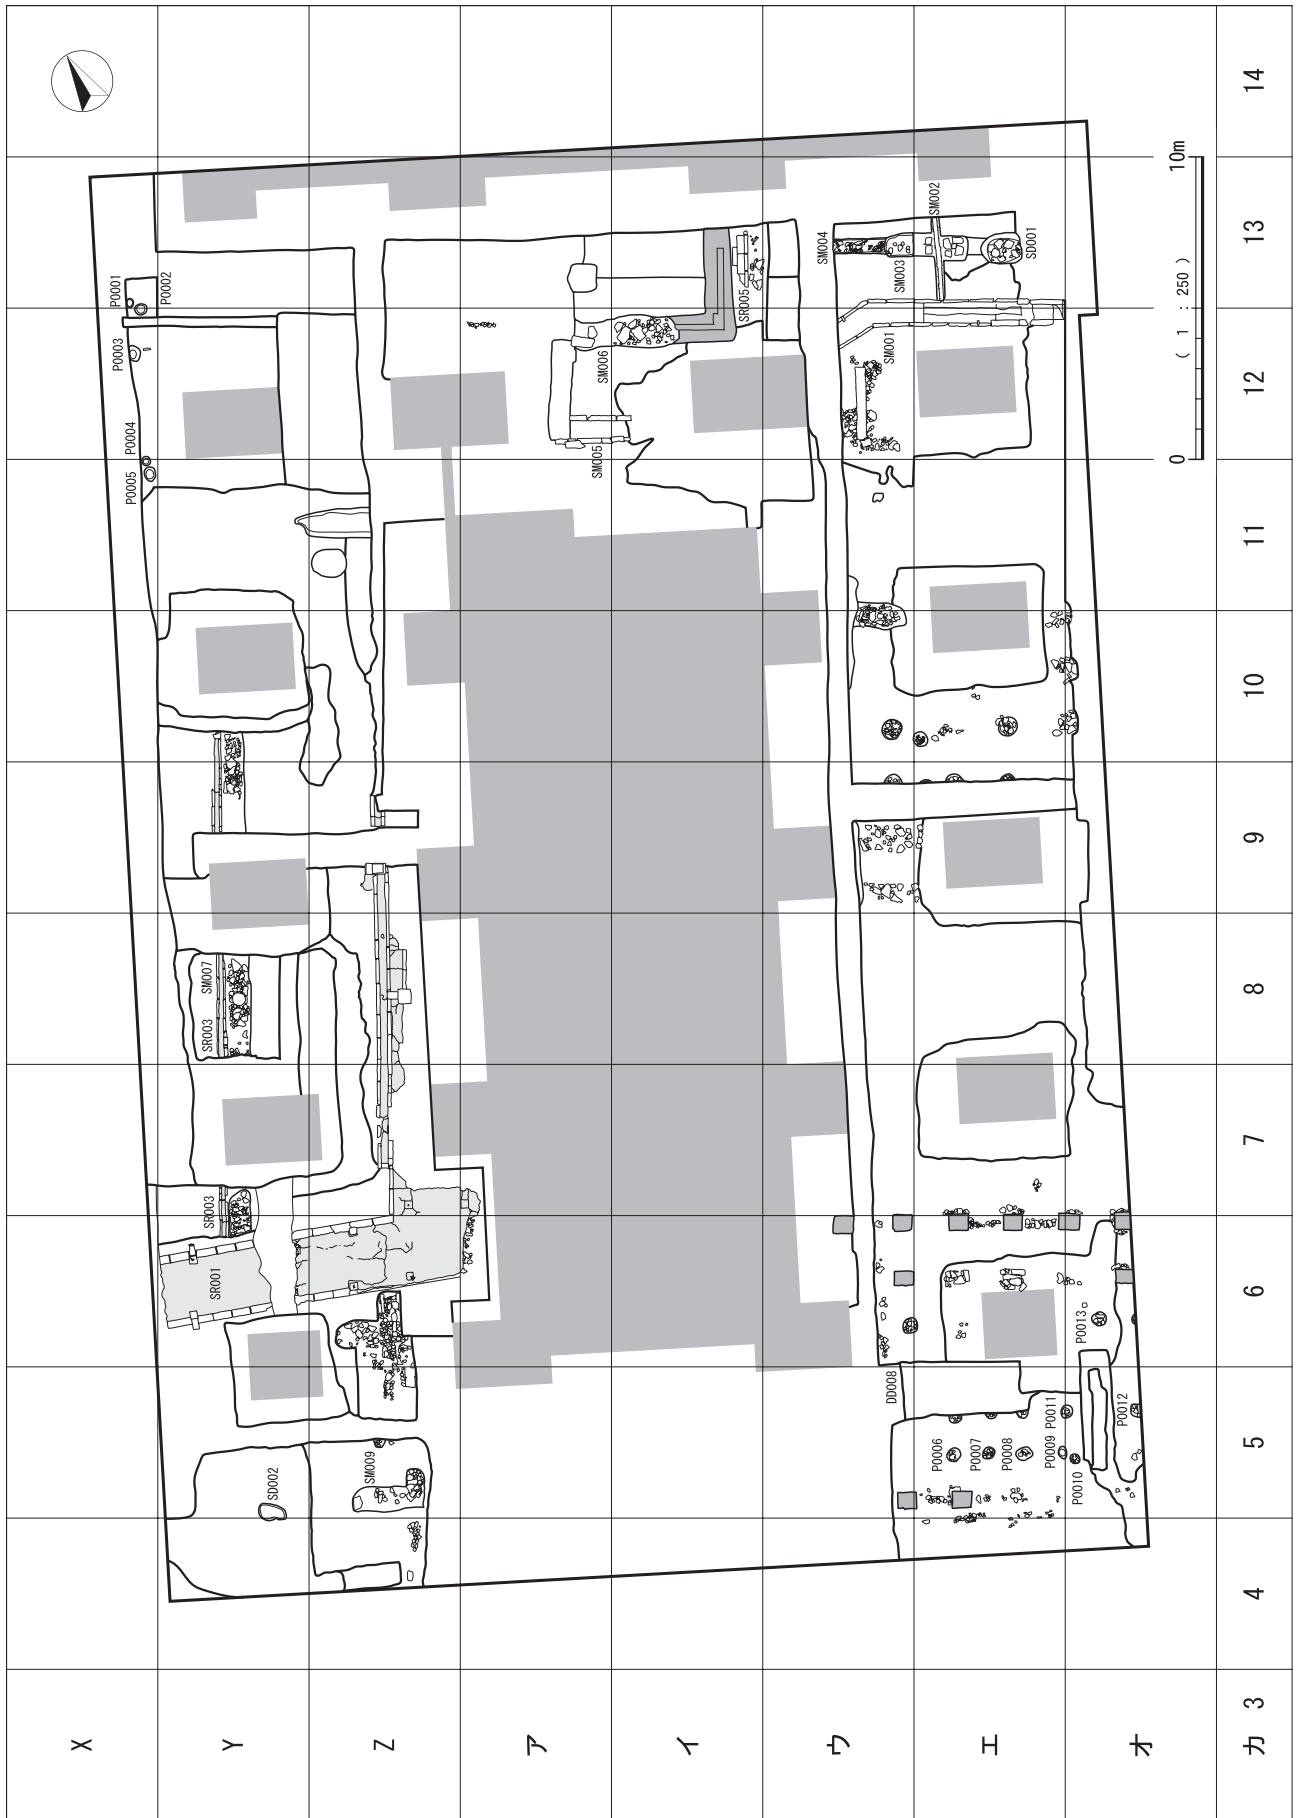 14
13
12
11
10
9
8
7
6
5
4
3
X
Y
Z
ア
イ
ウ
エ
オ
カ
0
10m
( 1 : 250 )
P0001
P0002
P0003
P0004
P0005
SM004
SM003
SM002
SD001
SR005
SM006
SM005
SM001
SM007
SR003
SR003
SR001
SM009
SD002
DD008
P0006
P0007
P0008
P0009
P0010
P0011
P0012
P0013